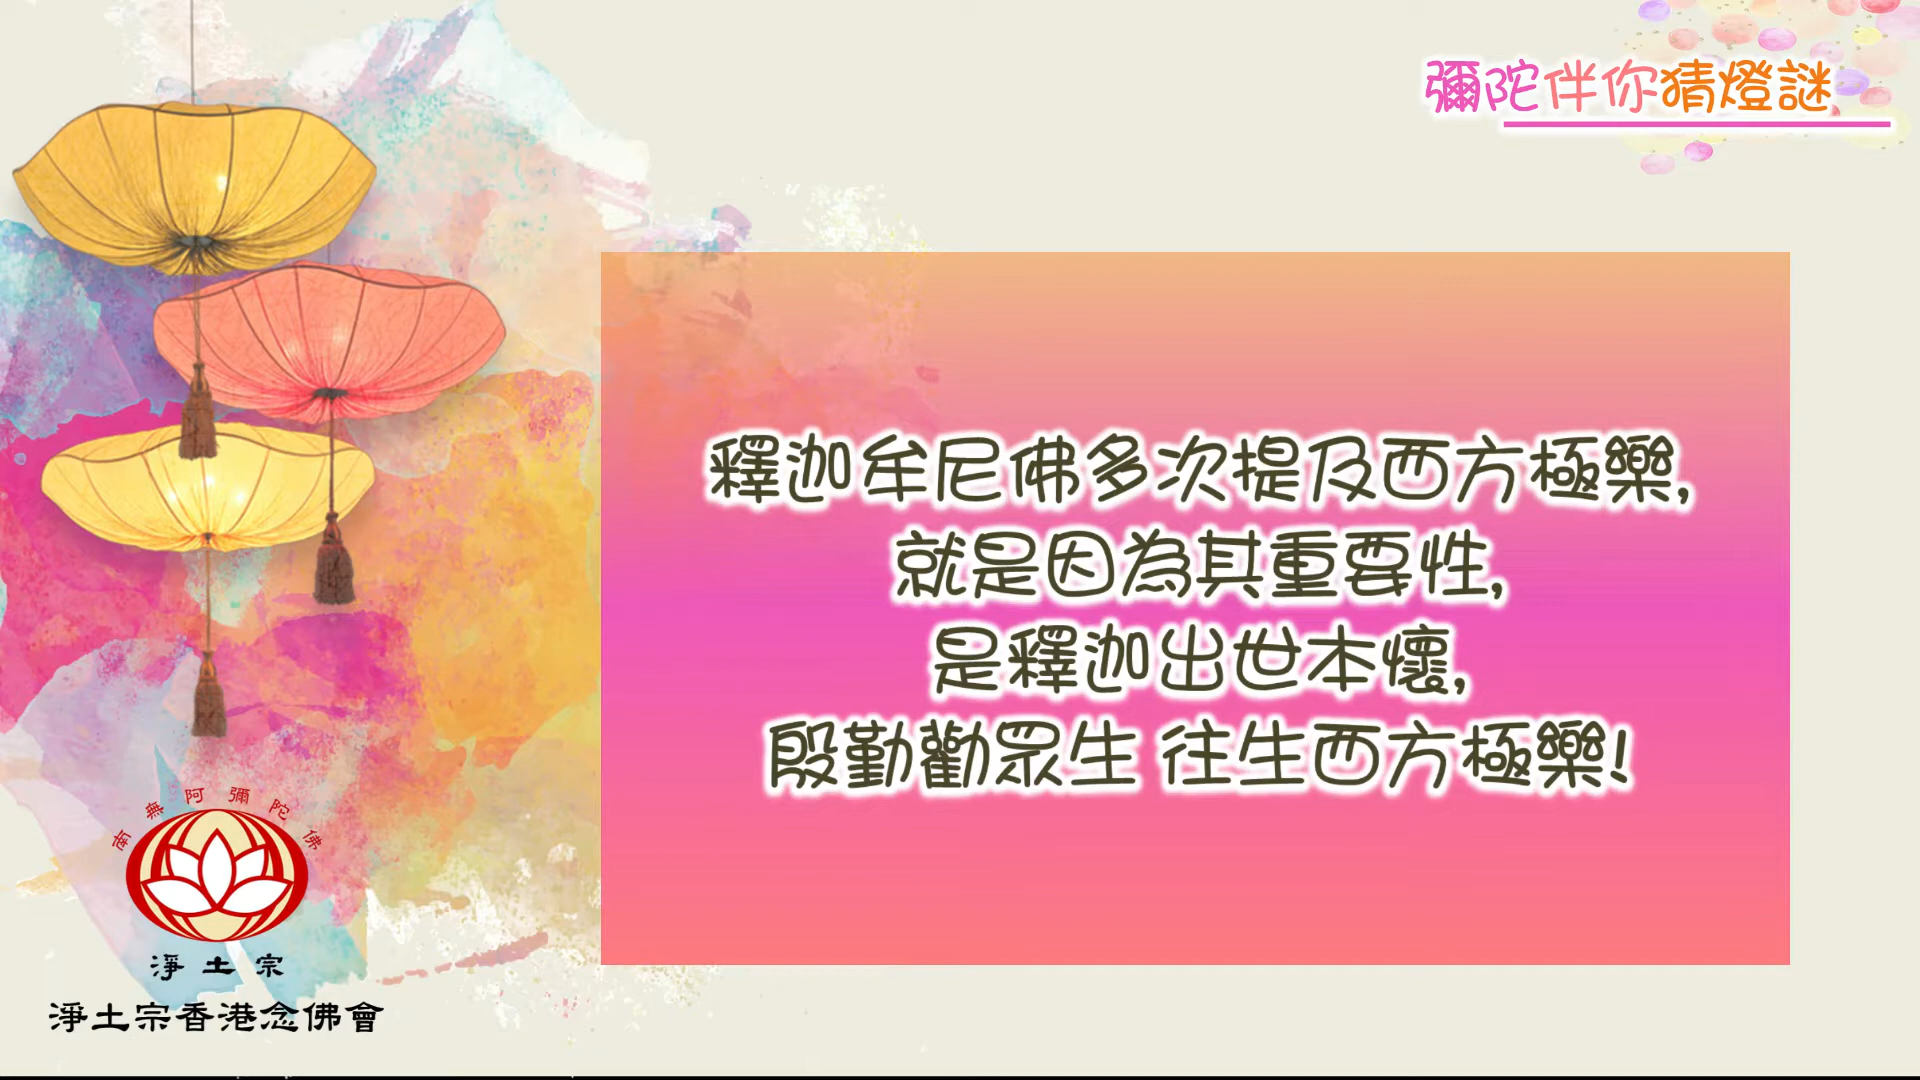 彌陀伴你猜燈謎
釋迦牟尼佛多次提及西方極樂,
就是因為其重要性,
是釋迦出世本懷,
殷勤勸眾生 往生西方極樂!
南無阿彌陀佛
淨土宗
淨土宗香港念佛會